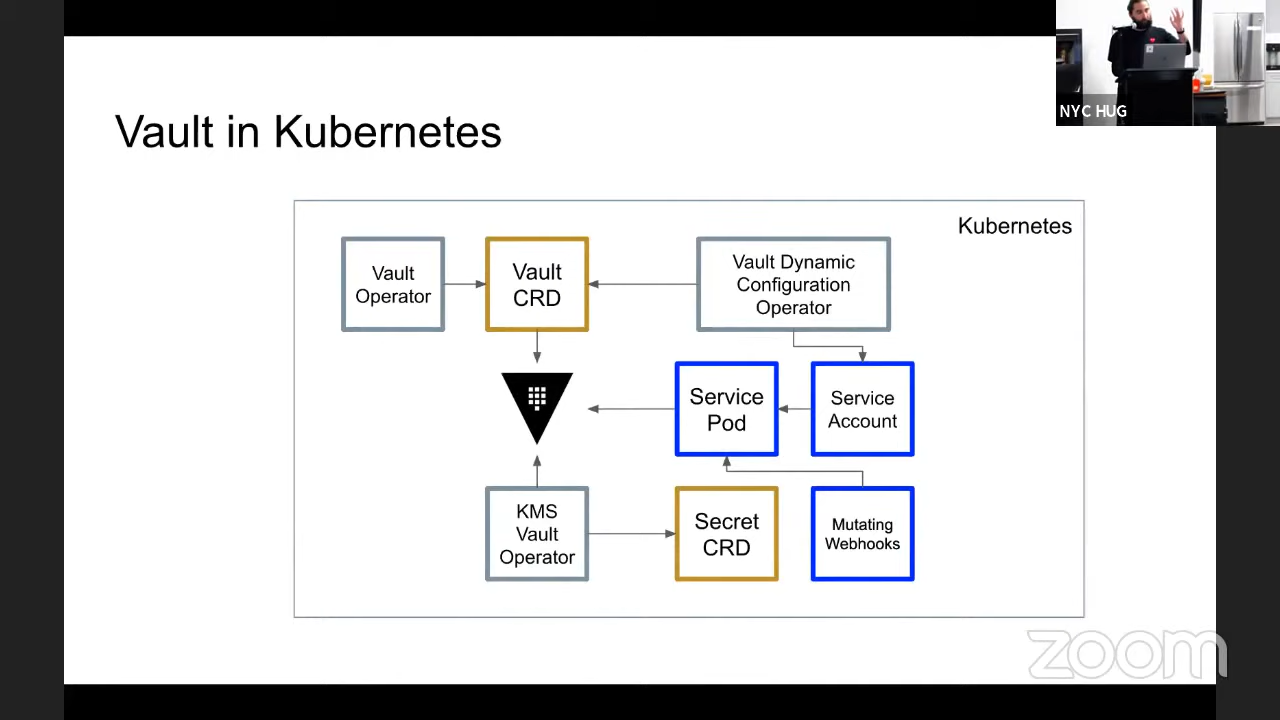 NYC HUG
Vault in Kubernetes
Kubernetes
Vault
Operator
Vault
CRD
Vault Dynamic
Configuration
Operator
Service
Pod
Service
Account
KMS
Vault
Operator
Secret
CRD
Mutating
Webhooks
zoom